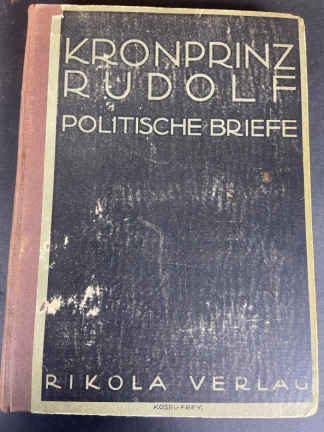 KRONPRINZ
RUDOLF
POLITISCHE BRIEFE
RIKOLA VERLAG